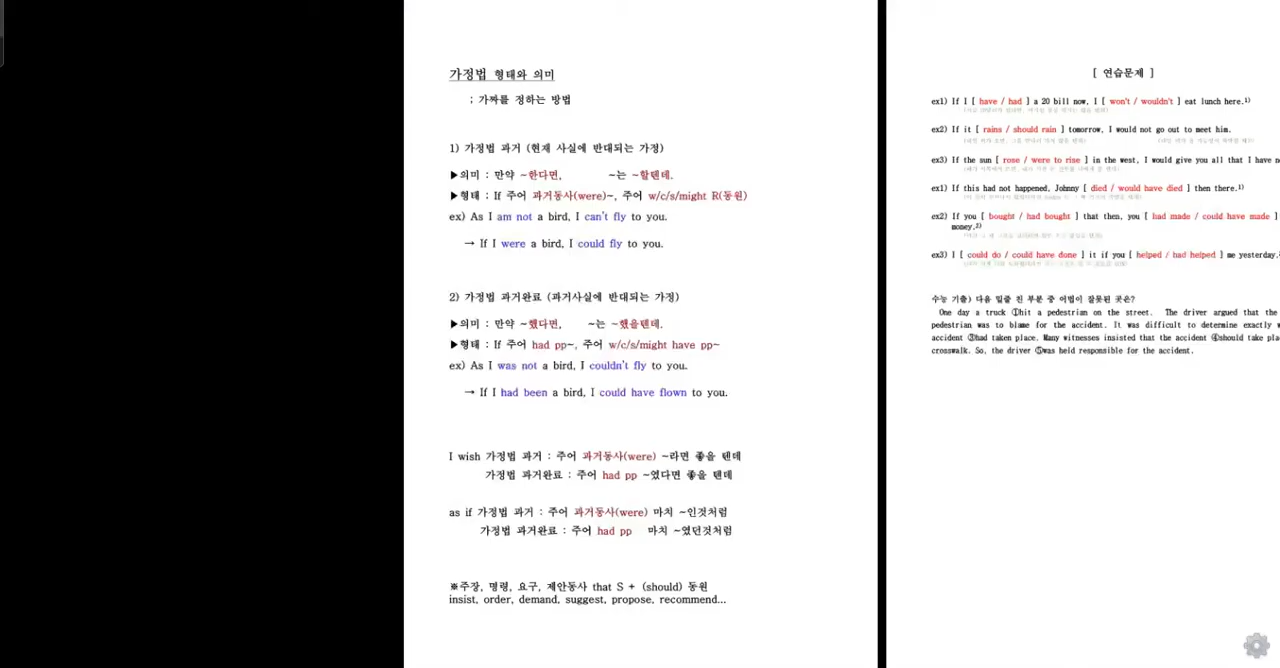 가정법 형태와 의미
; 가짜를 정하는 방법
1) 가정법 과거 (현재 사실에 반대되는 가정)
▶의미 : 만약 ~한다면, ~는 ~할텐데.
▶형태 : If 주어 과거동사(were)~, 주어 w/c/s/might R(동원)
ex) As I am not a bird, I can't fly to you.
→ If I were a bird, I could fly to you.
2) 가정법 과거완료 (과거사실에 반대되는 가정)
▶의미 : 만약 ~했다면, ~는 ~했을텐데.
▶형태 : If 주어 had pp~, 주어 w/c/s/might have pp~
ex) As I was not a bird, I couldn't fly to you.
→ If I had been a bird, I could have flown to you.
I wish 가정법 과거 : 주어 과거동사(were) ~라면 좋을 텐데
가정법 과거완료 : 주어 had pp ~였다면 좋을 텐데
as if 가정법 과거 : 주어 과거동사(were) 마치 ~인것처럼
가정법 과거완료 : 주어 had pp 마치 ~였던것처럼
※주장, 명령, 요구, 제안동사 that S + (should) 동원
insist, order, demand, suggest, propose, recommend...
[ 연습문제 ]
ex1) If I [ have / had ] a 20 bill now, I [ won't / wouldn't ] eat lunch here.1)
ex2) If it [ rains / should rain ] tomorrow, I would not go out to meet him.
ex3) If the sun [ rose / were to rise ] in the west, I would give you all that I have
ex1) If this had not happened, Johnny [ died / would have died ] then there.1)
ex2) If you [ bought / had bought ] that then, you [ had made / could have made ]
money.2)
ex3) I [ could do / could have done ] it if you [ helped / had helped ] me yesterday.
수능 기출) 다음 밑줄 친 부분 중 어법이 잘못된 곳은?
One day a truck ①hit a pedestrian on the street. The driver argued that the
pedestrian was to blame for the accident. It was difficult to determine exactly
accident ③had taken place. Many witnesses insisted that the accident ④should take
crosswalk. So, the driver ⑤was held responsible for the accident.